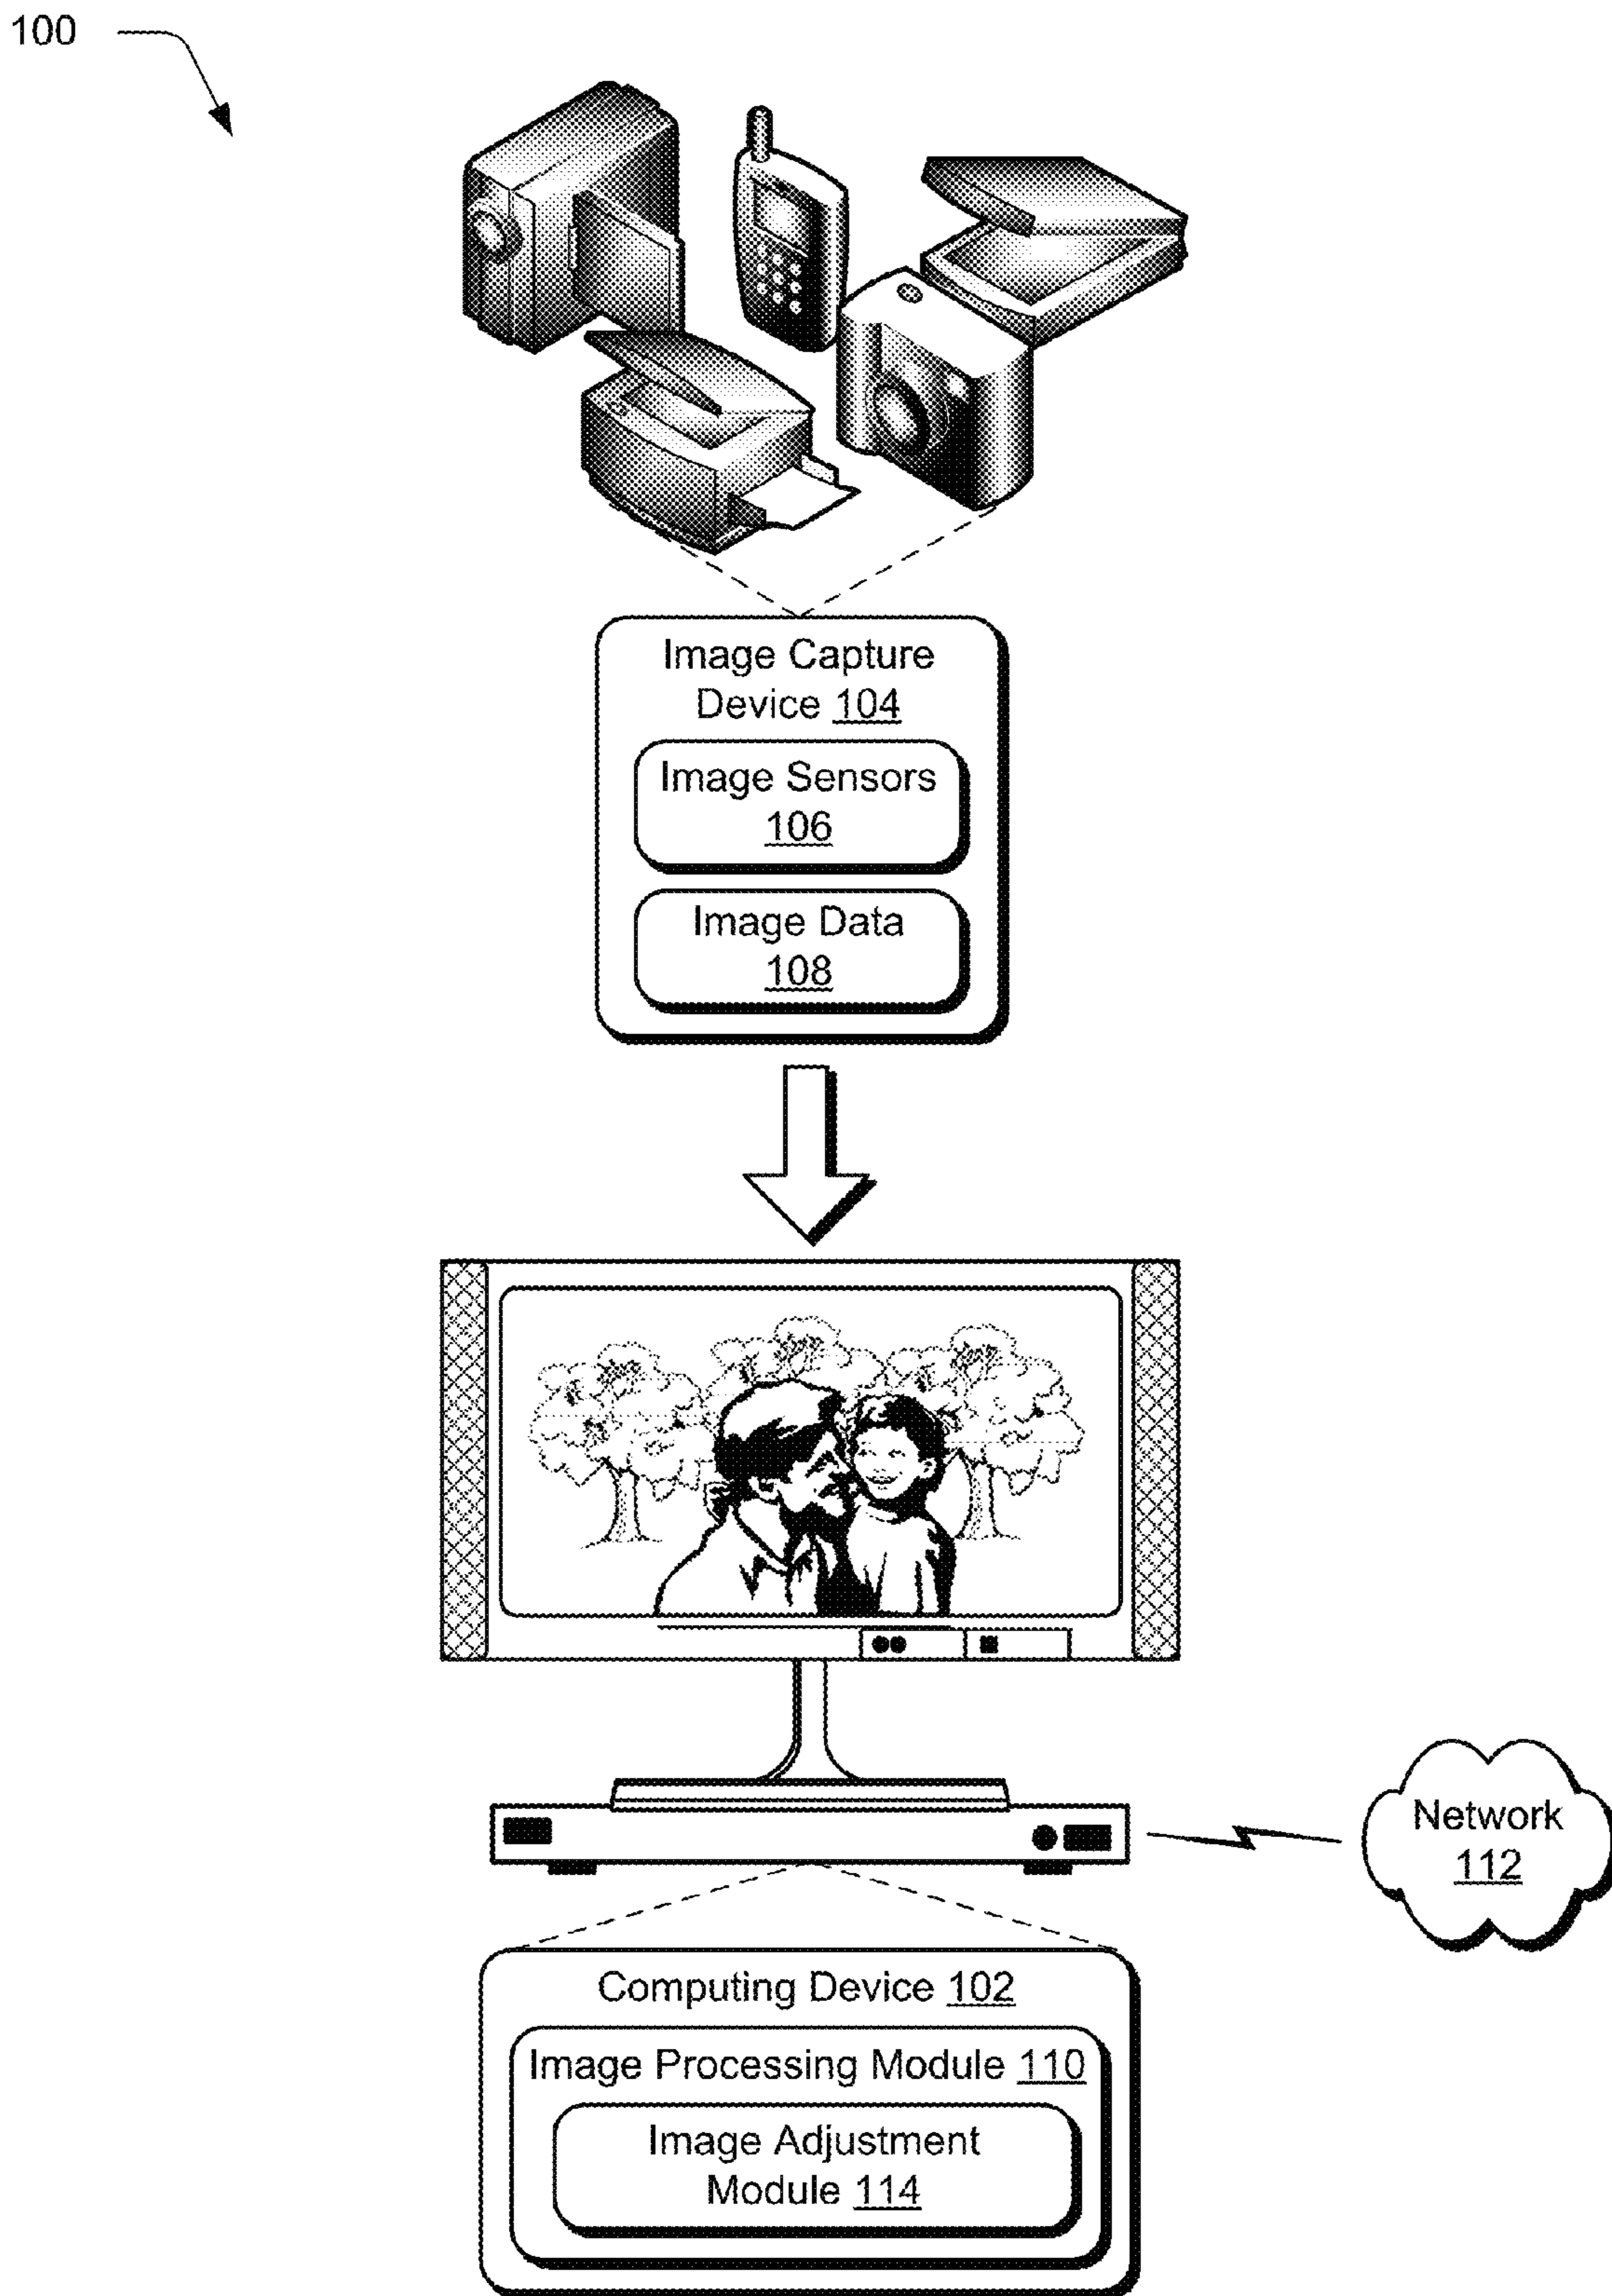 100
Image Capture
Device 104
Image Sensors
106
Image Data
108
Network
112
Computing Device 102
Image Processing Module 110
Image Adjustment
Module 114